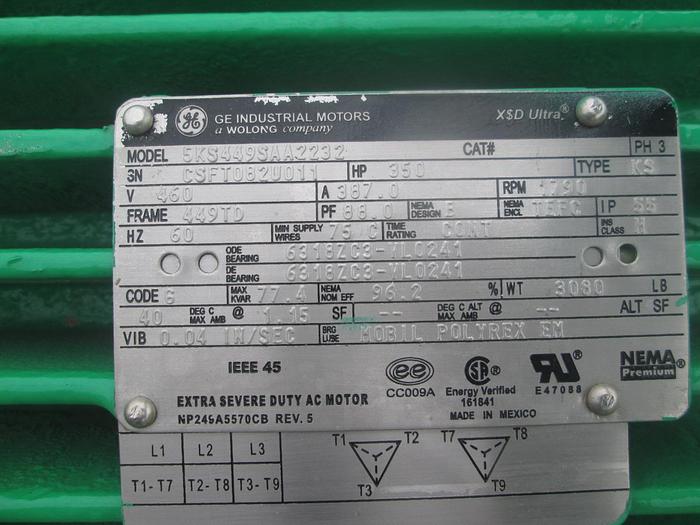 GE INDUSTRIAL MOTORS X$D Ultra®
a WOLONG company
MODEL 5KS449SAA2232 CAT# PH 3
SN CSFT082U011 HP 350 TYPE KS
V 460 A 387.0 RPM 1790
FRAME 449TD PF 88.0 NEMA DESIGN B NEMA ENCL TEFC IP 55
HZ 60 MIN SUPPLY WIRES 75 C TIME RATING CONT INS CLASS H
ODE BEARING 6318ZC3-VL0241
DE BEARING 6318ZC3-VL0241
CODE G MAX KVAR 77.4 NEMA NOM EFF 96.2 % WT 3080 LB
40 DEG C MAX AMB @ 1.15 SF -- DEG C ALT MAX AMB @ -- ALT SF
VIB 0.04 IN/SEC BRG LUBE MOBIL POLYREX EM
IEEE 45
ee CC009A
SA Energy Verified 161841
RU ® E47088
NEMA Premium
EXTRA SEVERE DUTY AC MOTOR
NP249A5570CB REV. 5
MADE IN MEXICO
L1 L2 L3
T1-T7 T2-T8 T3-T9
T1 T2 T7 T8
T3 T9